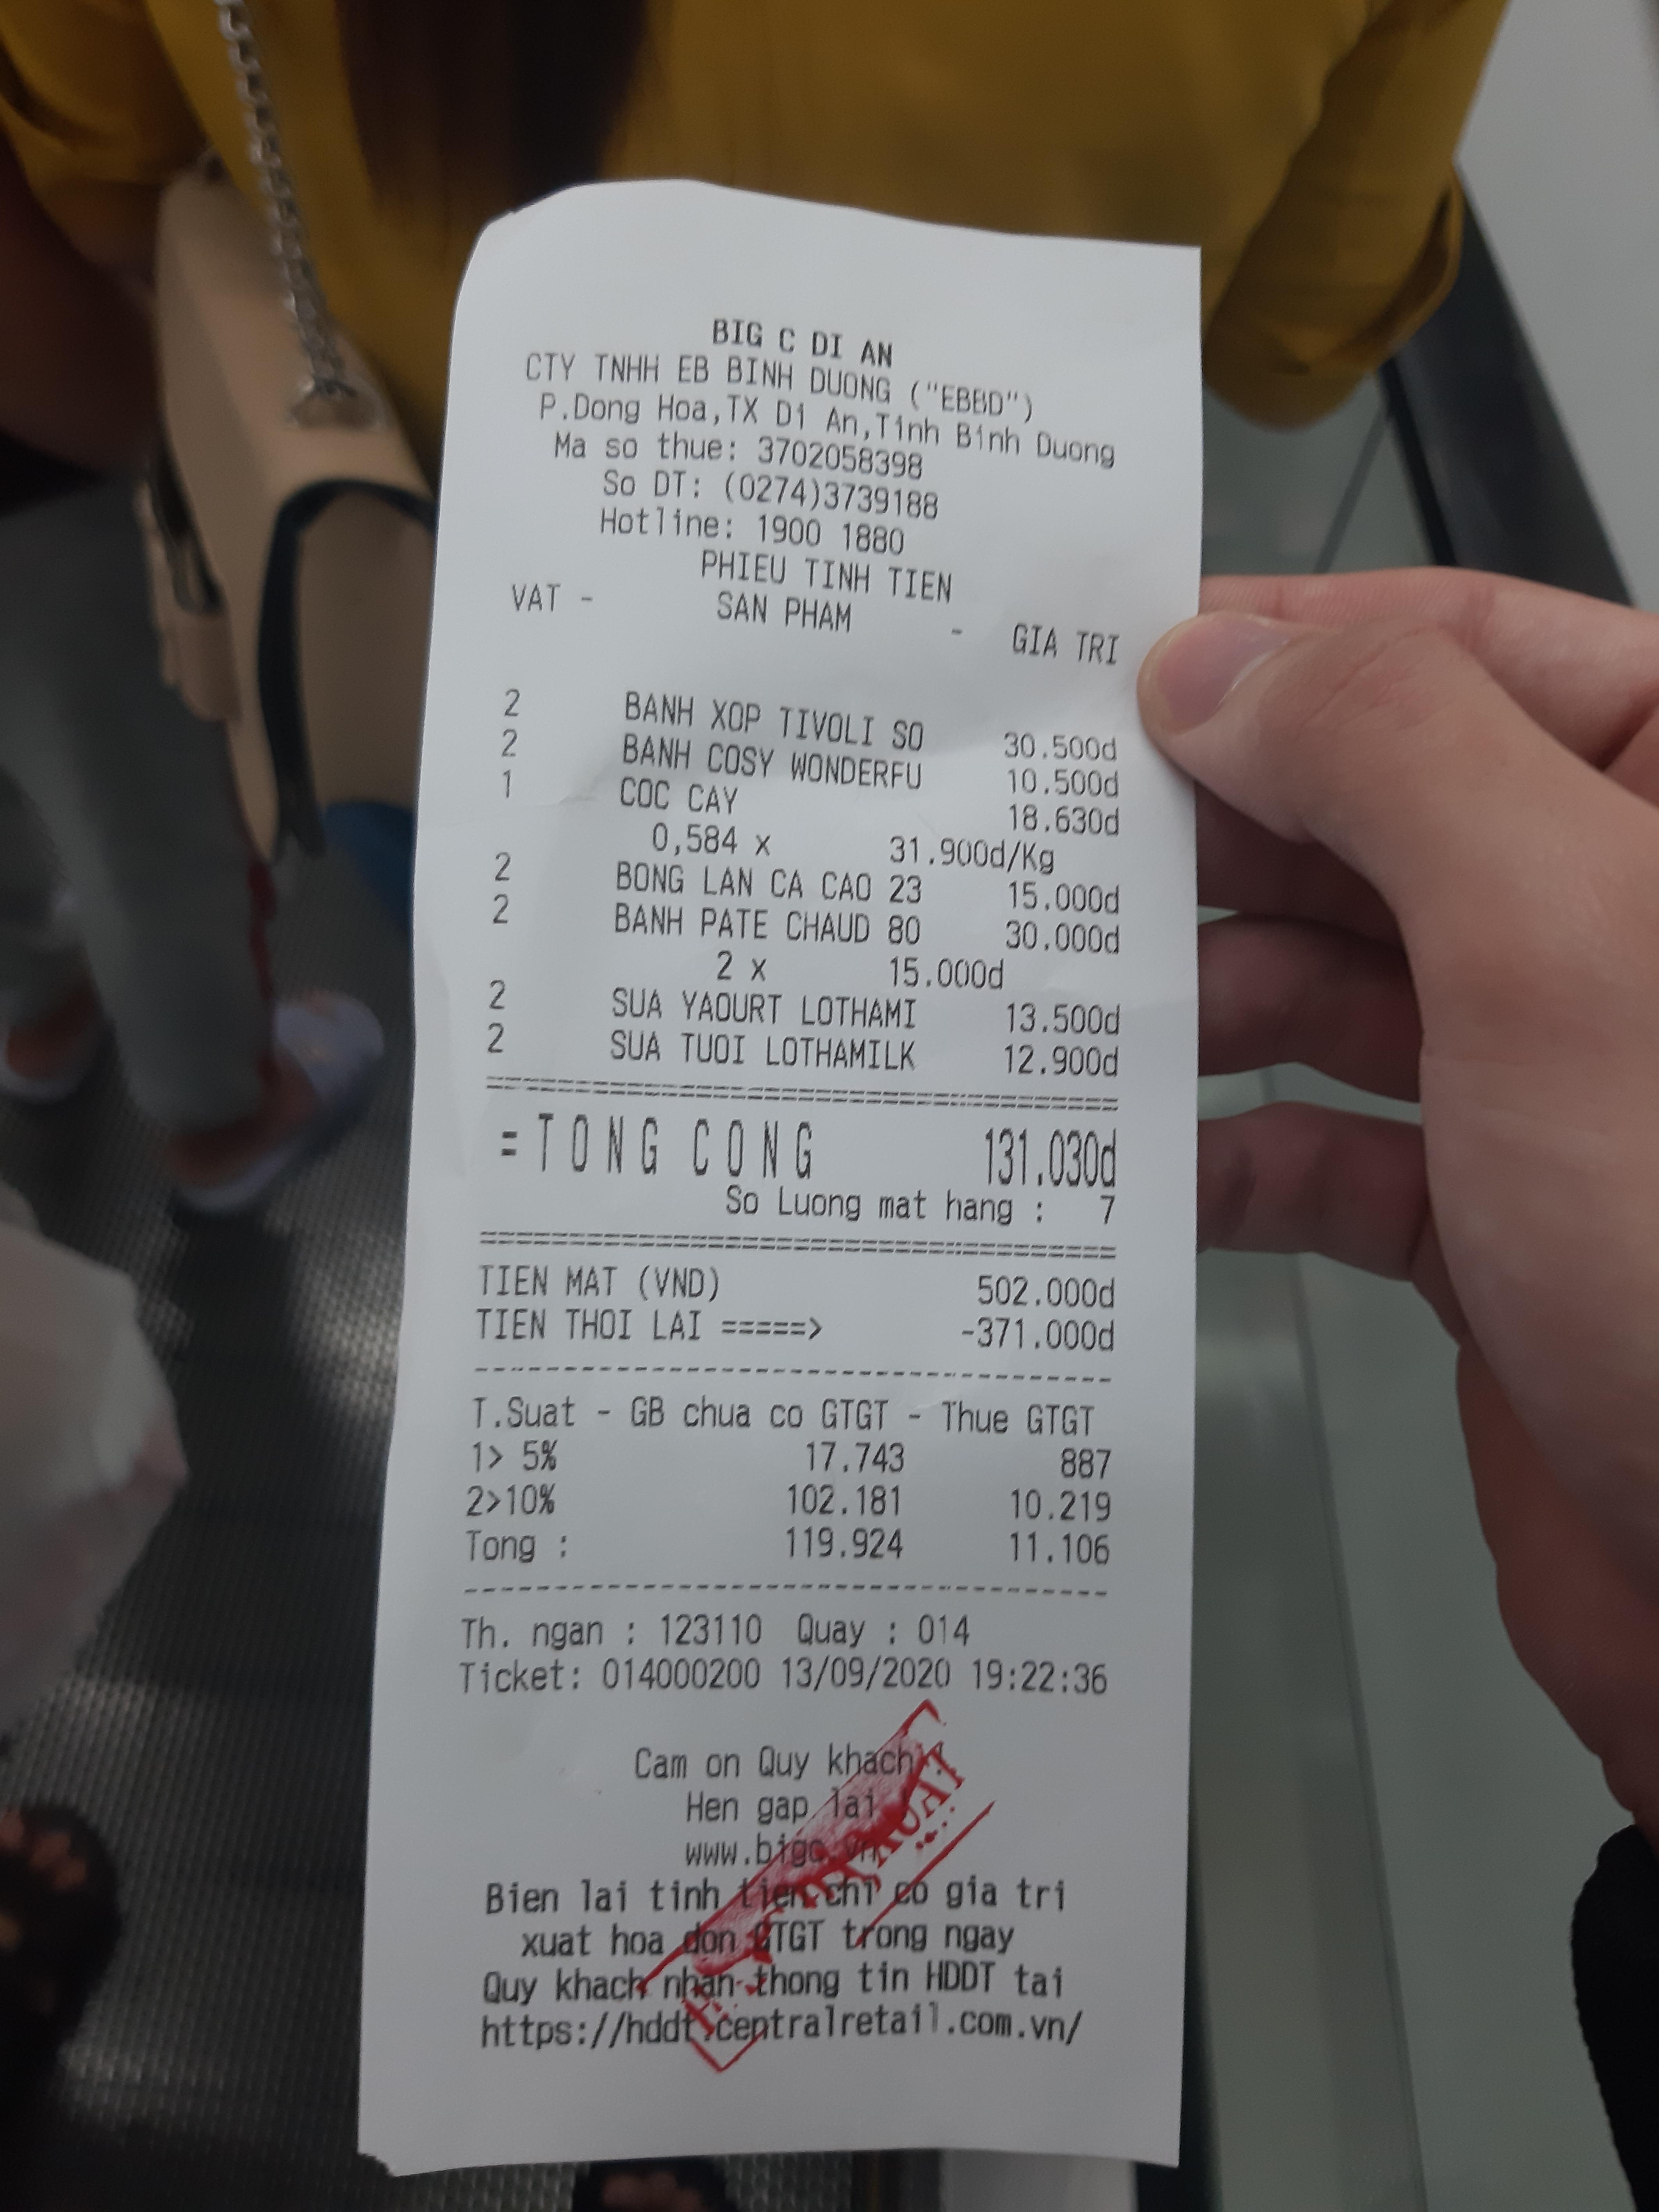 BIG C DI AN
CTY TNHH EB BINH DUONG ("EBBD")
P.Dong Hoa,TX Di An,Tinh Binh Duong
Ma so thue: 3702058398
So DT: (0274)3739188
Hotline: 1900 1880
PHIEU TINH TIEN
VAT - SAN PHAM - GIA TRI
2 BANH XOP TIVOLI SO 30.500d
2 BANH COSY WONDERFU 10.500d
1 COC CAY 18.630d
0,584 x 31.900d/Kg
2 BONG LAN CA CAO 23 15.000d
2 BANH PATE CHAUD 80 30.000d
2 x 15.000d
2 SUA YAOURT LOTHAMI 13.500d
2 SUA TUOI LOTHAMILK 12.900d
=TONG CONG 131.030d
So Luong mat hang : 7
TIEN MAT (VND) 502.000d
TIEN THOI LAI =====> -371.000d
T.Suat - GB chua co GTGT - Thue GTGT
1> 5% 17.743 887
2>10% 102.181 10.219
Tong : 119.924 11.106
Th. ngan : 123110 Quay : 014
Ticket: 014000200 13/09/2020 19:22:36
Cam on Quy khach
Hen gap lai
www.bigc.vn
Bien lai tinh tien chi co gia tri
xuat hoa don GTGT trong ngay
Quy khach nhan thong tin HDDT tai
https://hddt.centralretail.com.vn/